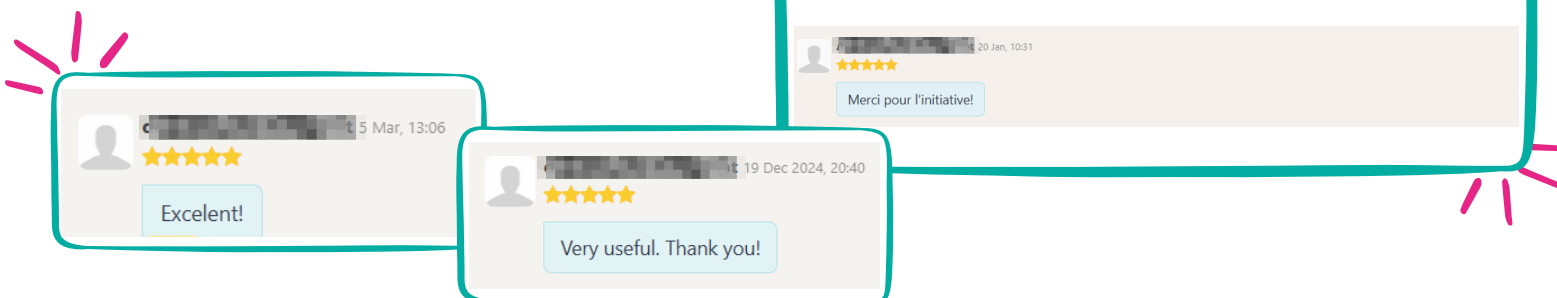 5 Mar, 13:06
Excelent!
19 Dec 2024, 20:40
Very useful. Thank you!
20 Jan, 10:31
Merci pour l'initiative!